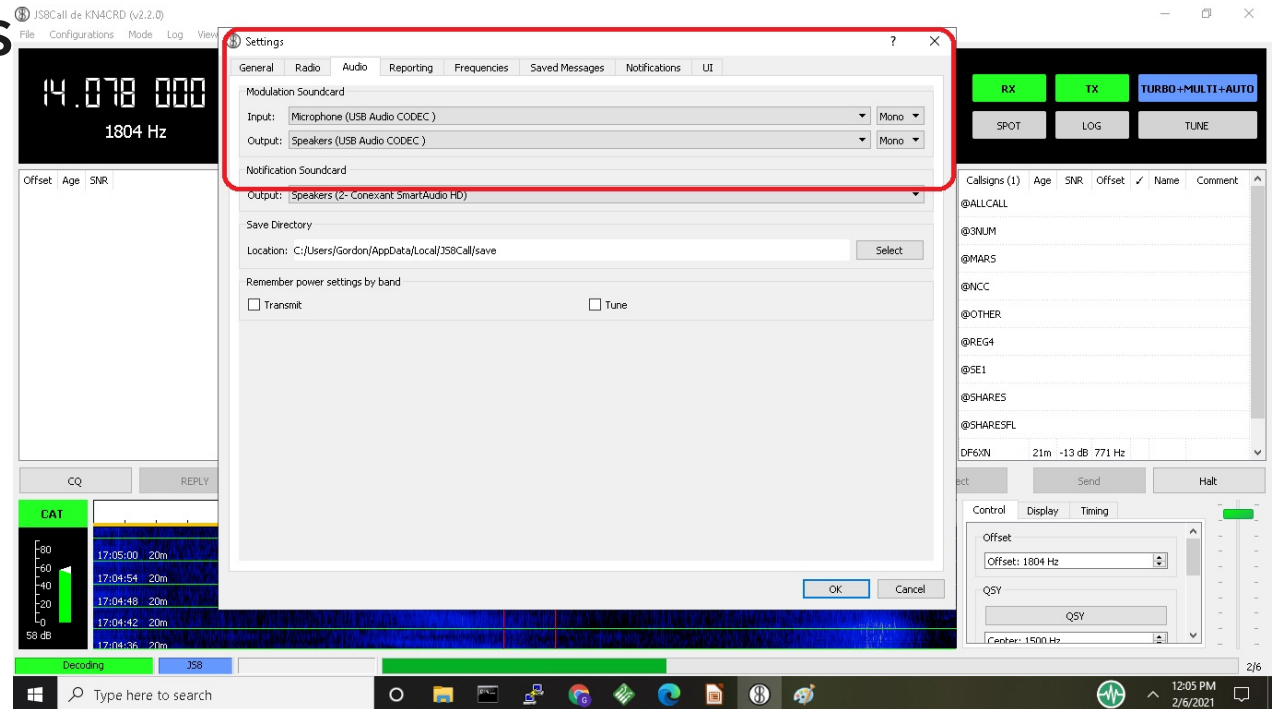 S
JS8Call de KN4CRD (v2.2.0)
File Configurations Mode Log View
14.078 000
1804 Hz
Settings
General Radio Audio Reporting Frequencies Saved Messages Notifications UI
Modulation Soundcard
Input: Microphone (USB Audio CODEC ) Mono
Output: Speakers (USB Audio CODEC ) Mono
Notification Soundcard
Output: Speakers (2- Conexant SmartAudio HD)
Save Directory
Location: C:/Users/Gordon/AppData/Local/JS8Call/save Select
Remember power settings by band
Transmit Tune
OK Cancel
RX TX TURBO+MULTI+AUTO
SPOT LOG TUNE
Offset Age SNR
Callsigns (1) Age SNR Offset ✓ Name Comment
@ALLCALL
@3NUM
@MARS
@NCC
@OTHER
@REG4
@SE1
@SHARES
@SHARESFL
DF6XN 21m -13 dB 771 Hz
CQ REPLY ect Send Halt
CAT
80
60
40
20
0
58 dB
17:05:00 20m
17:04:54 20m
17:04:48 20m
17:04:42 20m
17:04:36 20m
Control Display Timing
Offset
Offset: 1804 Hz
QSY
QSY
Center: 1500 Hz
Decoding JS8 2/6
Type here to search
12:05 PM
2/6/2021